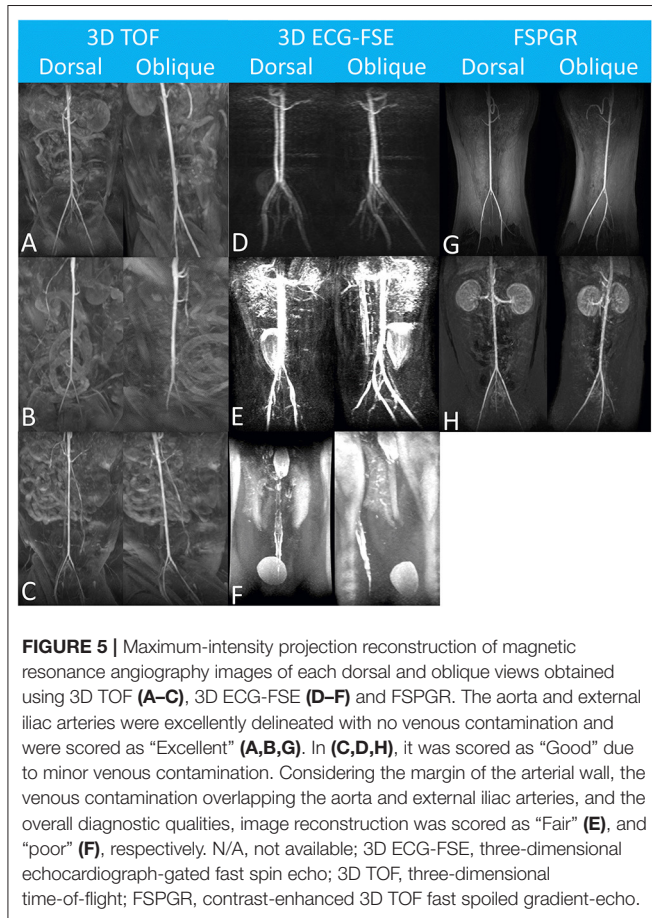 3D TOF 3D ECG-FSE FSPGR
Dorsal Oblique Dorsal Oblique Dorsal Oblique
A D G
B E H
C F
FIGURE 5 | Maximum-intensity projection reconstruction of magnetic
resonance angiography images of each dorsal and oblique views obtained
using 3D TOF (A–C), 3D ECG-FSE (D–F) and FSPGR. The aorta and external
iliac arteries were excellently delineated with no venous contamination and
were scored as “Excellent” (A,B,G). In (C,D,H), it was scored as “Good” due
to minor venous contamination. Considering the margin of the arterial wall, the
venous contamination overlapping the aorta and external iliac arteries, and the
overall diagnostic qualities, image reconstruction was scored as “Fair” (E), and
“poor” (F), respectively. N/A, not available; 3D ECG-FSE, three-dimensional
echocardiograph-gated fast spin echo; 3D TOF, three-dimensional
time-of-flight; FSPGR, contrast-enhanced 3D TOF fast spoiled gradient-echo.